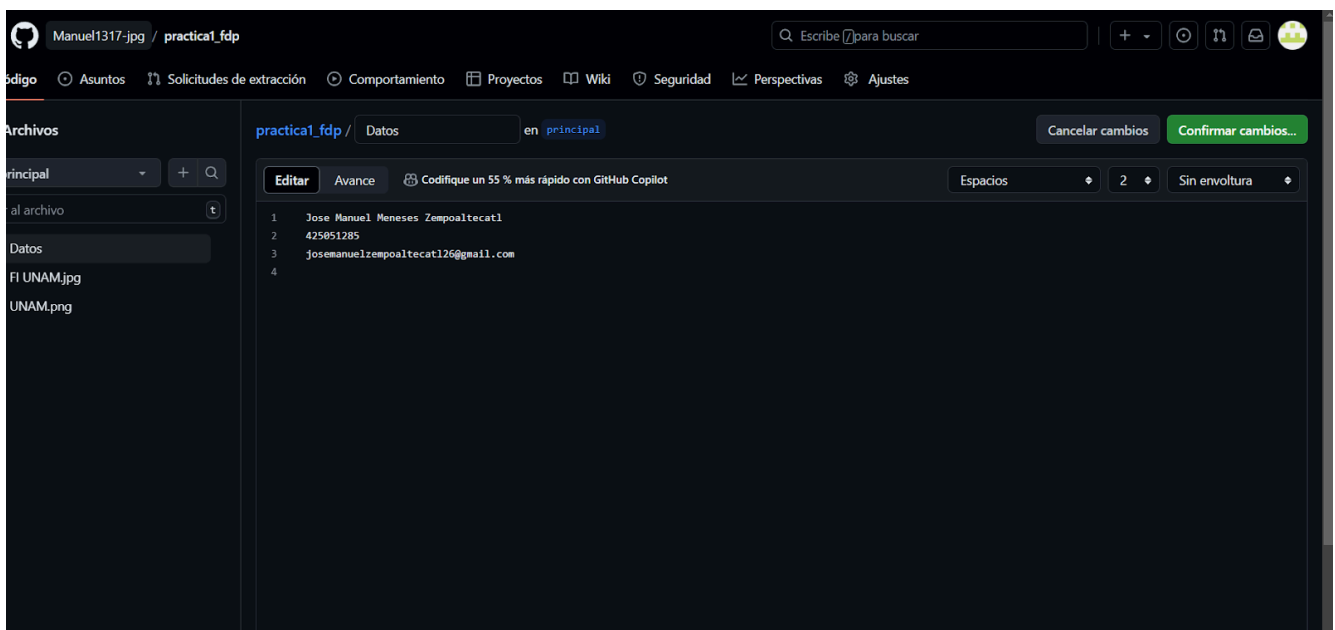 Manuel1317-jpg / practica1_fdp
Escribe / para buscar
ódigo Asuntos Solicitudes de extracción Comportamiento Proyectos Wiki Seguridad Perspectivas Ajustes
Archivos
practica1_fdp / Datos en principal
Cancelar cambios Confirmar cambios...
principal
Editar Avance Codifique un 55 % más rápido con GitHub Copilot
Espacios 2 Sin envoltura
al archivo t
1 Jose Manuel Meneses Zempoaltecatl
2 425051285
3 josemanuelzempoaltecatl26@gmail.com
4
Datos
FI UNAM.jpg
UNAM.png